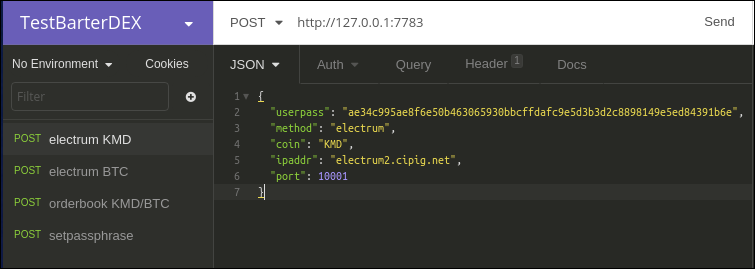 TestBarterDEX
POST http://127.0.0.1:7783 Send
No Environment Cookies
JSON Auth Query Header 1 Docs
Filter
POST electrum KMD
POST electrum BTC
POST orderbook KMD/BTC
POST setpassphrase
1 {
2 "userpass": "ae34c995ae8f6e50b463065930bbcffdafc9e5d3b3d2c8898149e5ed84391b6e",
3 "method": "electrum",
4 "coin": "KMD",
5 "ipaddr": "electrum2.cipig.net",
6 "port": 10001
7 }